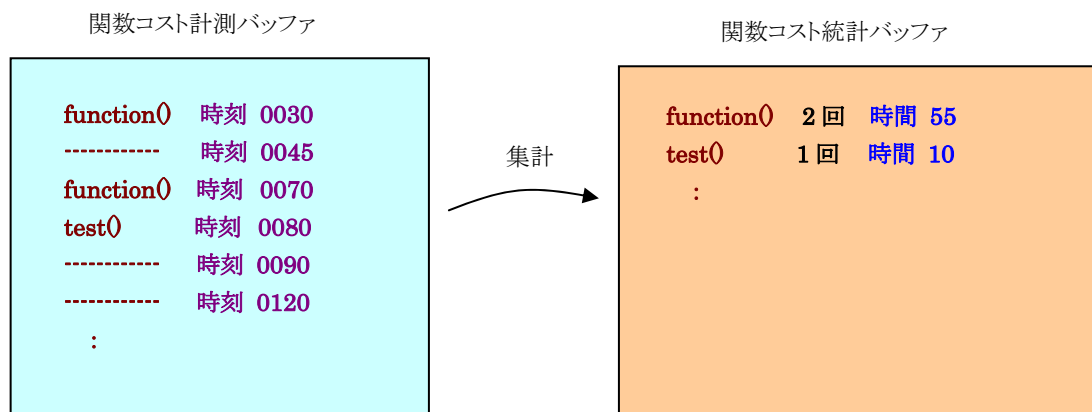 関数コスト計測バッファ
function() 時刻 0030
------------ 時刻 0045
function() 時刻 0070
test() 時刻 0080
------------ 時刻 0090
------------ 時刻 0120
:
集計
関数コスト統計バッファ
function() 2 回 時間 55
test() 1 回 時間 10
: